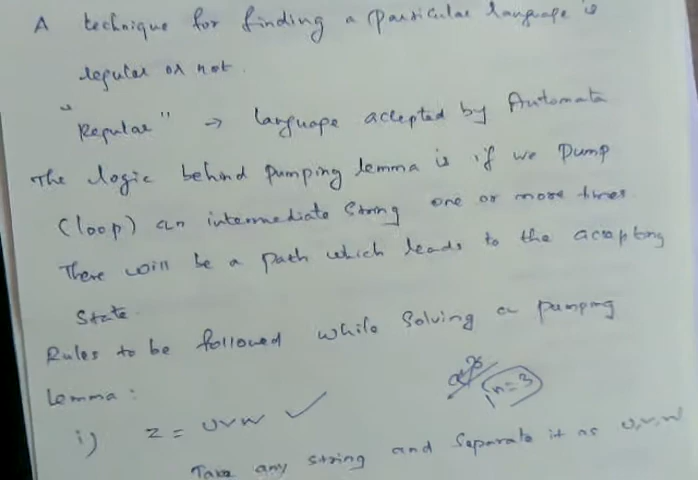 A technique for finding a particular language is
regular or not.
"Regular" → language accepted by Automata
The logic behind pumping lemma is if we pump
(loop) an intermediate string one or more times
There will be a path which leads to the accepting
state.
Rules to be followed while solving a pumping
lemma:
n=3
i) z = uvw ✓
Take any string and separate it as u,v,w